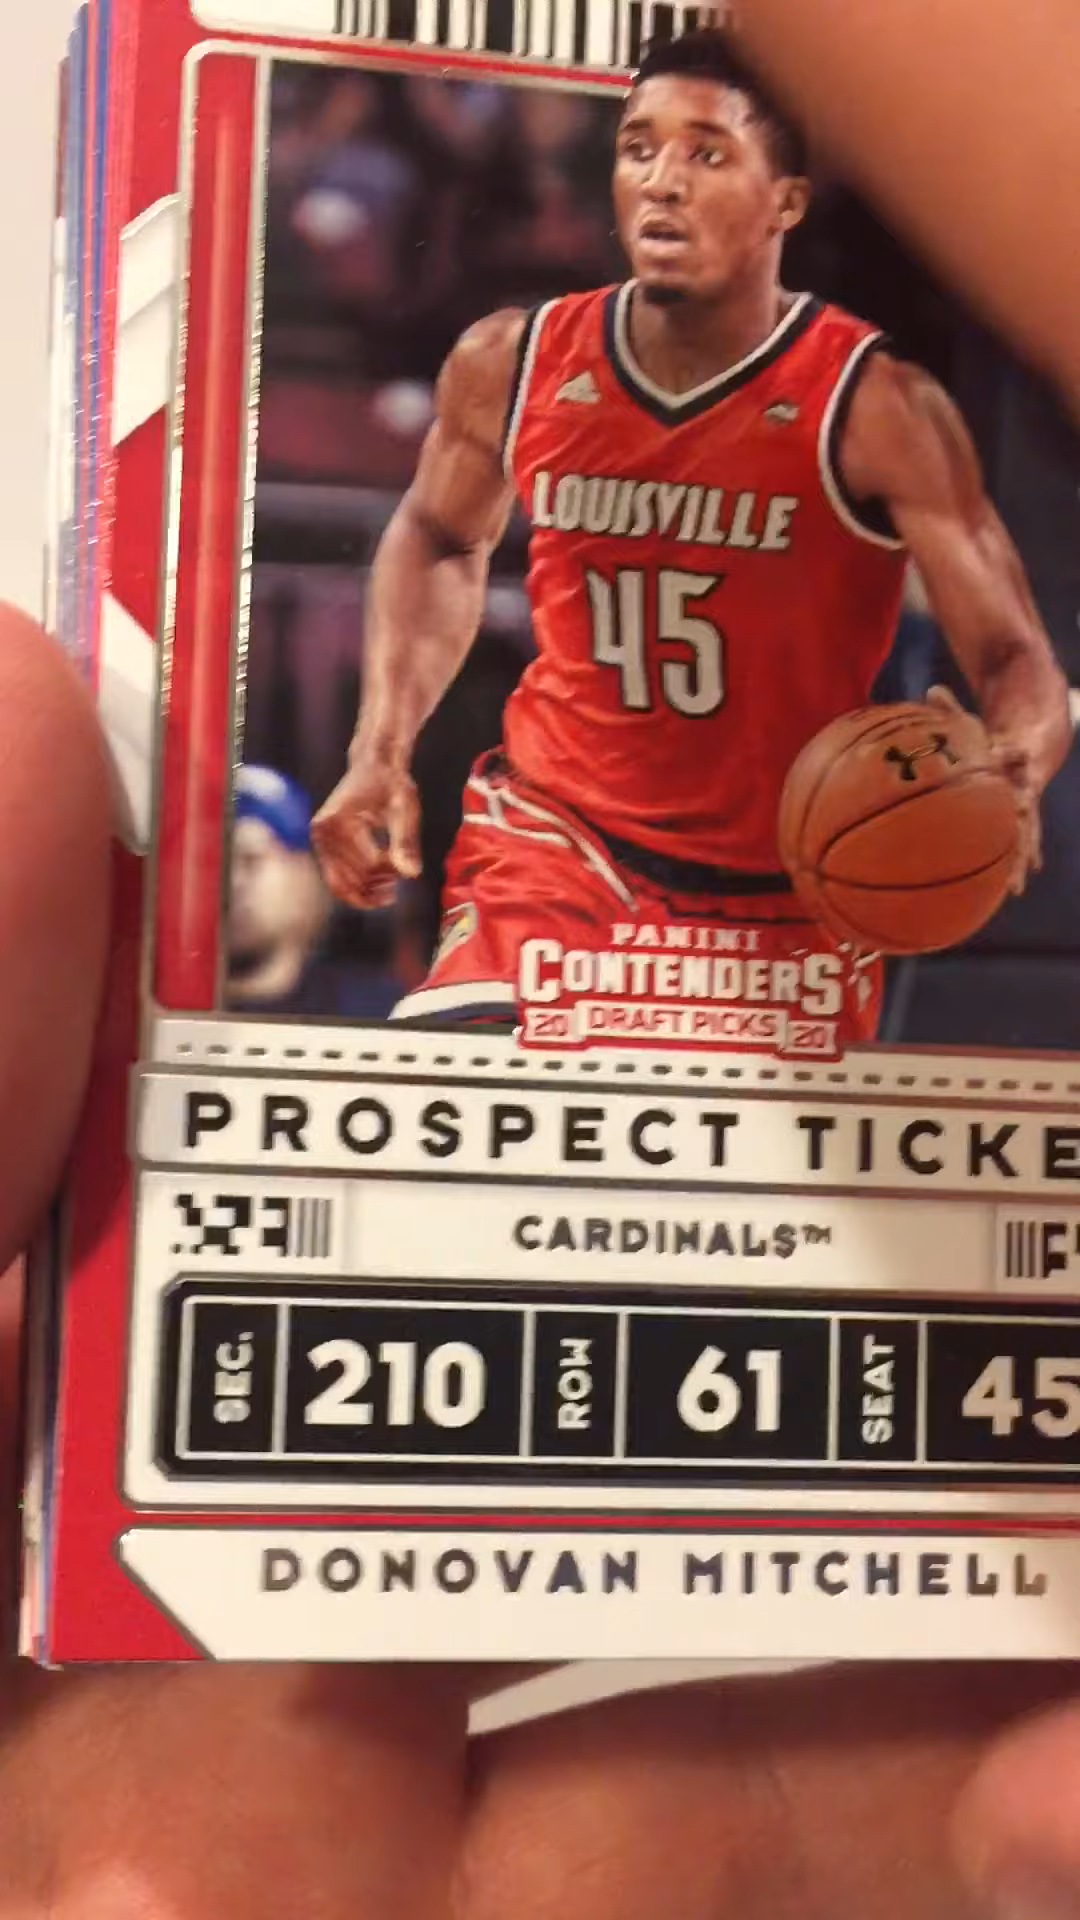 LOUISVILLE
45
PANINI
CONTENDERS
20 DRAFT PICKS 20
PROSPECT TICKE
CARDINALS™
SEC. 210 ROW 61 SEAT 45
DONOVAN MITCHELL